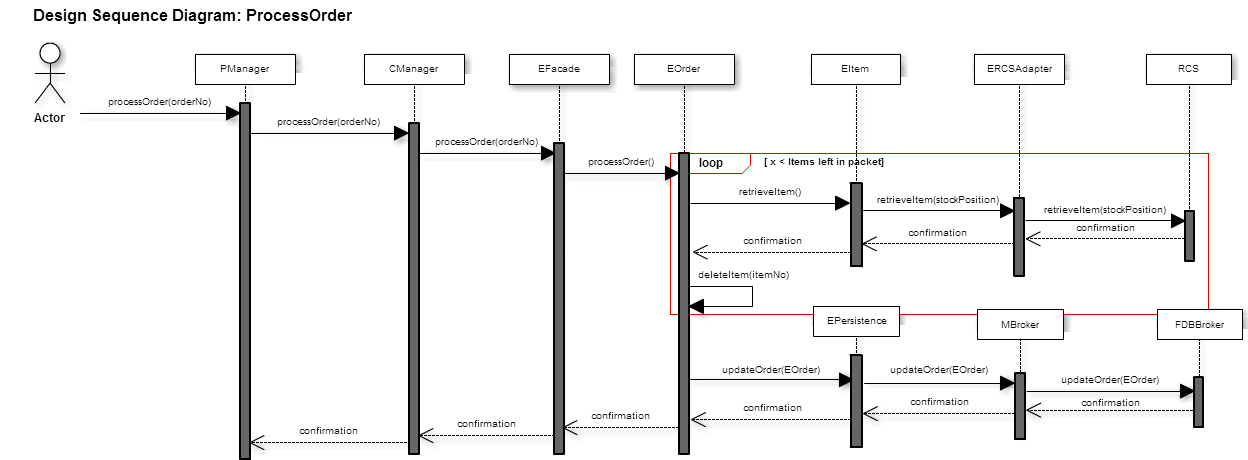 Design Sequence Diagram: ProcessOrder
PManager
CManager
EFacade
EOrder
EItem
ERCSAdapter
RCS
Actor
processOrder(orderNo)
processOrder(orderNo)
processOrder(orderNo)
processOrder()
loop
[ x < Items left in packet]
retrieveItem()
retrieveItem(stockPosition)
retrieveItem(stockPosition)
confirmation
confirmation
confirmation
deleteItem(itemNo)
EPersistence
MBroker
FDBBroker
updateOrder(EOrder)
updateOrder(EOrder)
updateOrder(EOrder)
confirmation
confirmation
confirmation
confirmation
confirmation
confirmation